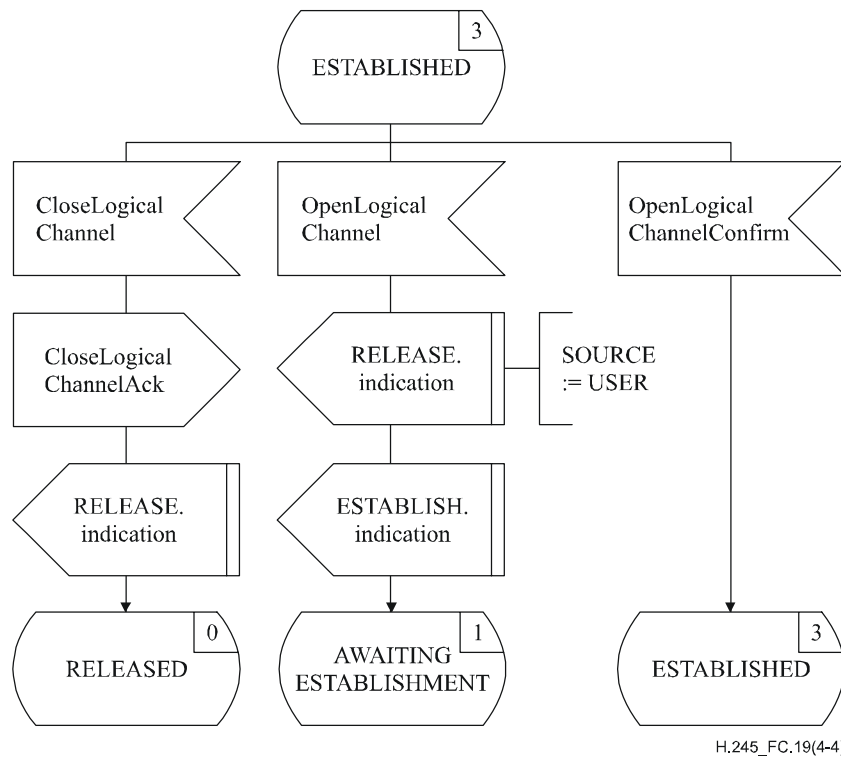 3
ESTABLISHED
CloseLogical
Channel
OpenLogical
Channel
OpenLogical
ChannelConfirm
CloseLogical
ChannelAck
RELEASE.
indication
SOURCE
:= USER
RELEASE.
indication
ESTABLISH.
indication
0
RELEASED
1
AWAITING
ESTABLISHMENT
3
ESTABLISHED
H.245_FC.19(4-4)